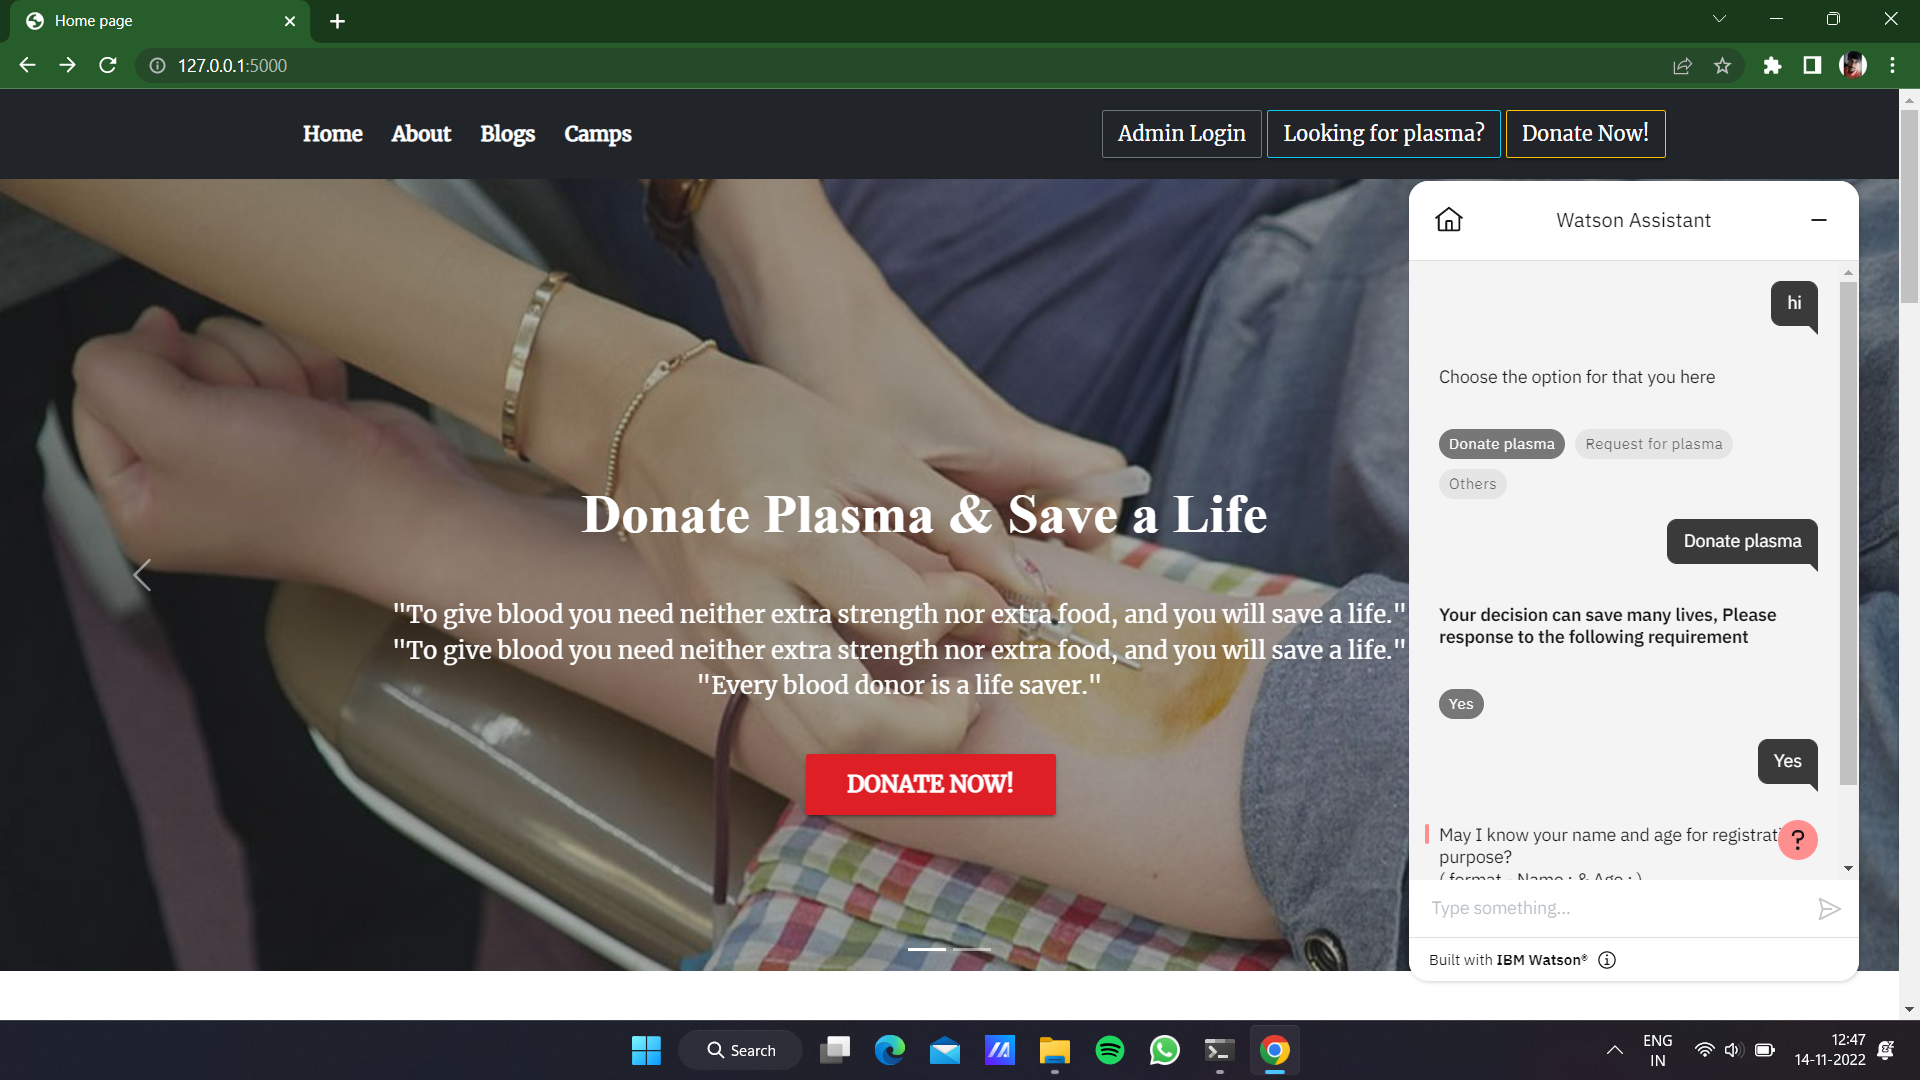 Home page
127.0.0.1:5000
Home About Blogs Camps
Admin Login Looking for plasma? Donate Now!
Donate Plasma & Save a Life
"To give blood you need neither extra strength nor extra food, and you will save a life."
"To give blood you need neither extra strength nor extra food, and you will save a life."
"Every blood donor is a life saver."
DONATE NOW!
Watson Assistant
hi
Choose the option for that you here
Donate plasma Request for plasma
Others
Donate plasma
Your decision can save many lives, Please
response to the following requirement
Yes
Yes
May I know your name and age for
purpose?
( format - Name : & Age : )
?
Type something...
Built with IBM Watson®
Search
ENG
IN
12:47
14-11-2022